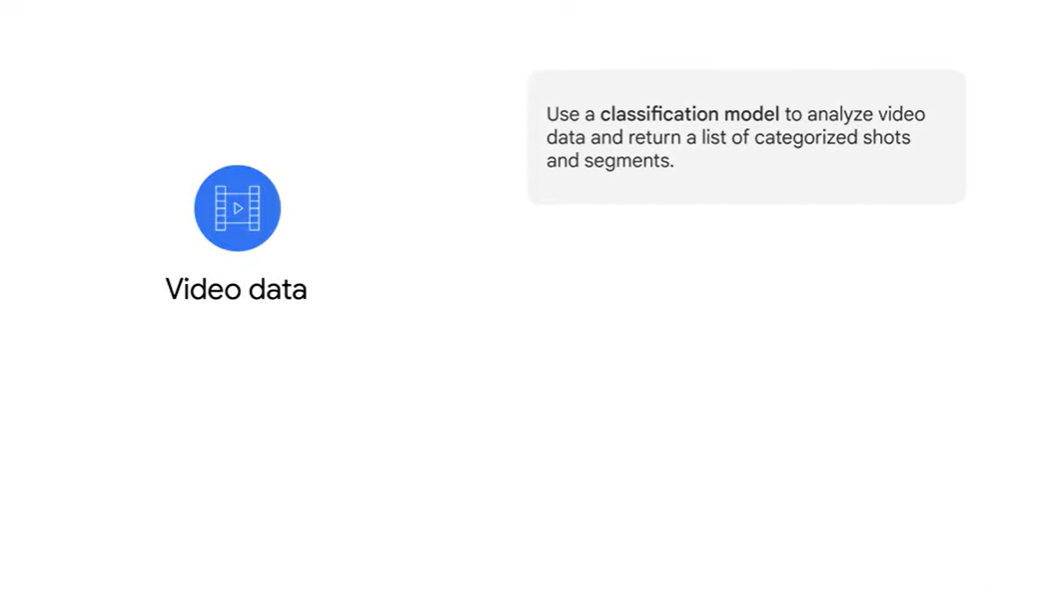 Use a classification model to analyze video
data and return a list of categorized shots
and segments.
Video data